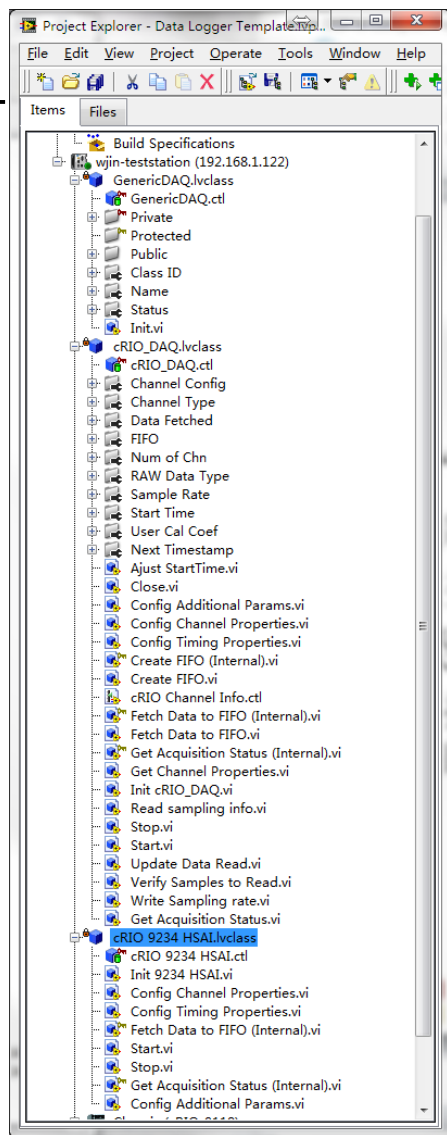 Project Explorer - Data Logger Template.lvp...
File Edit View Project Operate Tools Window Help
Items Files
Build Specifications
wjin-teststation (192.168.1.122)
GenericDAQ.lvclass
GenericDAQ.ctl
Private
Protected
Public
Class ID
Name
Status
Init.vi
cRIO_DAQ.lvclass
cRIO_DAQ.ctl
Channel Config
Channel Type
Data Fetched
FIFO
Num of Chn
RAW Data Type
Sample Rate
Start Time
User Cal Coef
Next Timestamp
Ajust StartTime.vi
Close.vi
Config Additional Params.vi
Config Channel Properties.vi
Config Timing Properties.vi
Create FIFO (Internal).vi
Create FIFO.vi
cRIO Channel Info.ctl
Fetch Data to FIFO (Internal).vi
Fetch Data to FIFO.vi
Get Acquisition Status (Internal).vi
Get Channel Properties.vi
Init cRIO_DAQ.vi
Read sampling info.vi
Stop.vi
Start.vi
Update Data Read.vi
Verify Samples to Read.vi
Write Sampling rate.vi
Get Acquisition Status.vi
cRIO 9234 HSAI.lvclass
cRIO 9234 HSAI.ctl
Init 9234 HSAI.vi
Config Channel Properties.vi
Config Timing Properties.vi
Fetch Data to FIFO (Internal).vi
Start.vi
Stop.vi
Get Acquisition Status (Internal).vi
Config Additional Params.vi